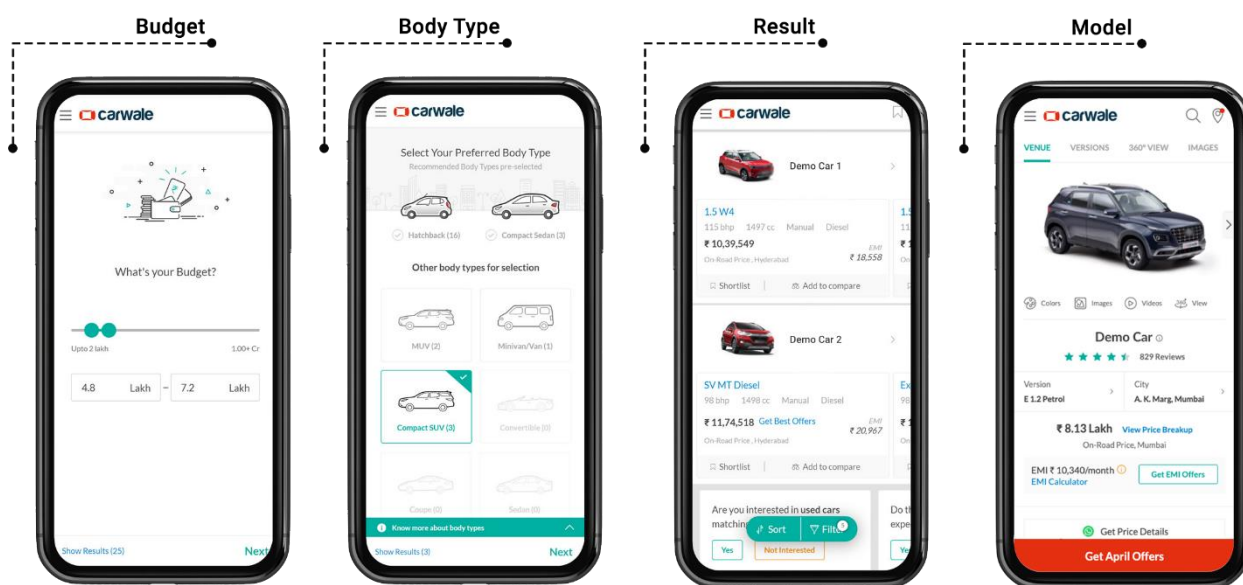 Budget
carwale
What's your Budget?
Upto 2 lakh
1.00+ Cr
4.8 Lakh – 7.2 Lakh
Show Results (25)
Next
Body Type
carwale
Select Your Preferred Body Type
Recommended Body Types pre-selected
Hatchback (16)
Compact Sedan (3)
Other body types for selection
MUV (2)
Minivan/Van (1)
Compact SUV (3)
Convertible (0)
Coupe (0)
Sedan (0)
Know more about body types
Show Results (3)
Next
Result
carwale
Demo Car 1
1.5 W4
115 bhp 1497 cc Manual Diesel
₹ 10,39,549
EMI
On-Road Price , Hyderabad
₹ 18,558
Shortlist
Add to compare
Demo Car 2
SV MT Diesel
98 bhp 1498 cc Manual Diesel
₹ 11,74,518 Get Best Offers
EMI
₹ 20,967
On-Road Price , Hyderabad
Shortlist
Add to compare
Are you interested in used cars
matching
Sort
Filte
5
Yes
Not Interested
Model
carwale
VENUE VERSIONS 360° VIEW IMAGES
Colors
Images
Videos
360° View
Demo Car
829 Reviews
Version
E 1.2 Petrol
City
A. K. Marg, Mumbai
₹ 8.13 Lakh View Price Breakup
On-Road Price, Mumbai
EMI ₹ 10,340/month
EMI Calculator
Get EMI Offers
Get Price Details
Get April Offers